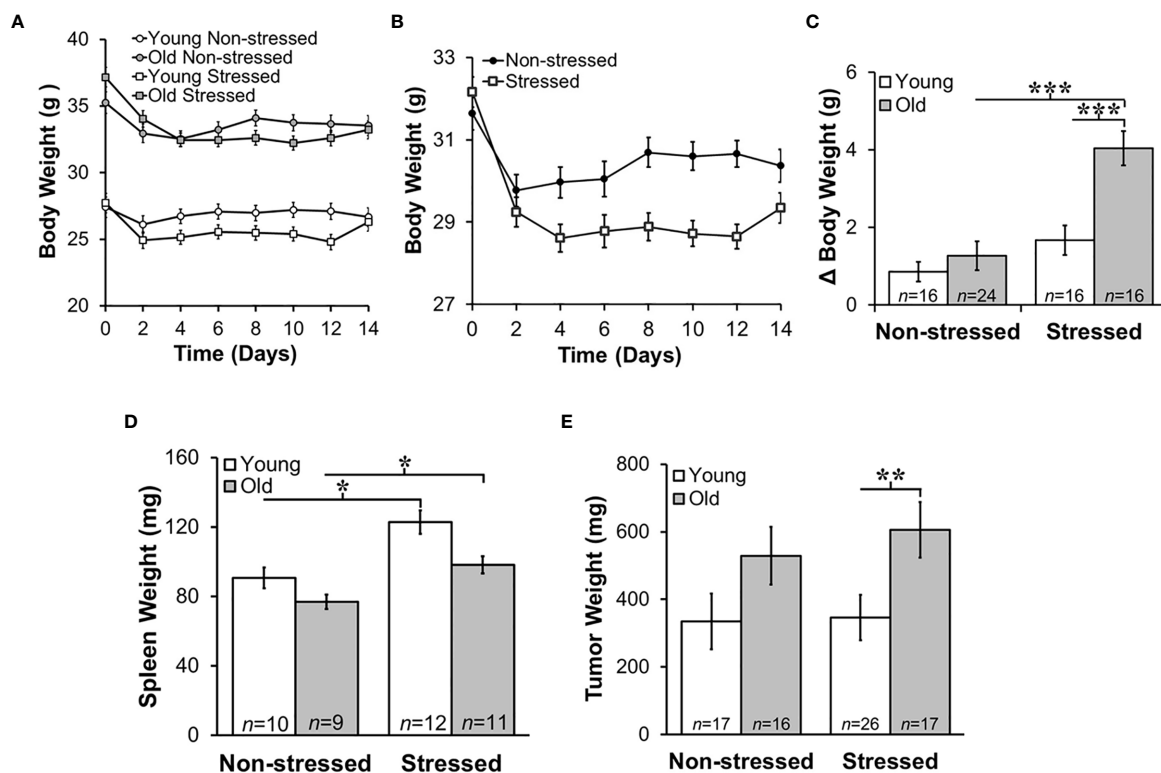 A
Body Weight (g)
40
35
30
25
20
Young Non-stressed
Old Non-stressed
Young Stressed
Old Stressed
0 2 4 6 8 10 12 14
Time (Days)
B
Body Weight (g)
33
31
29
27
Non-stressed
Stressed
0 2 4 6 8 10 12 14
Time (Days)
C
Δ Body Weight (g)
6
4
2
0
Young
Old
***
***
n=16 n=24 n=16 n=16
Non-stressed Stressed
D
Spleen Weight (mg)
160
120
80
40
0
Young
Old
*
*
n=10 n=9 n=12 n=11
Non-stressed Stressed
E
Tumor Weight (mg)
800
600
400
200
0
Young
Old
**
n=17 n=16 n=26 n=17
Non-stressed Stressed